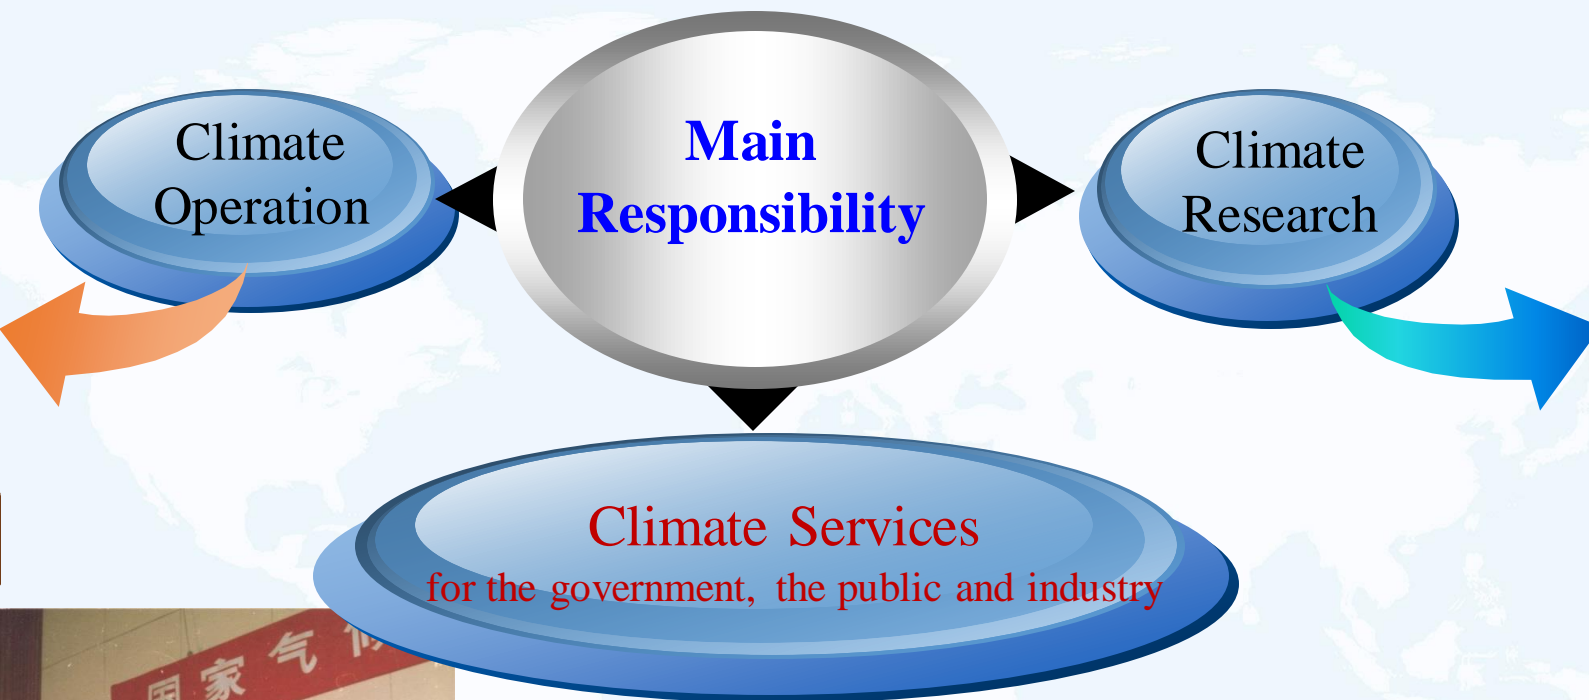 Main
Responsibility
Climate
Operation
Climate
Research
Climate Services
for the government, the public and industry
国家气